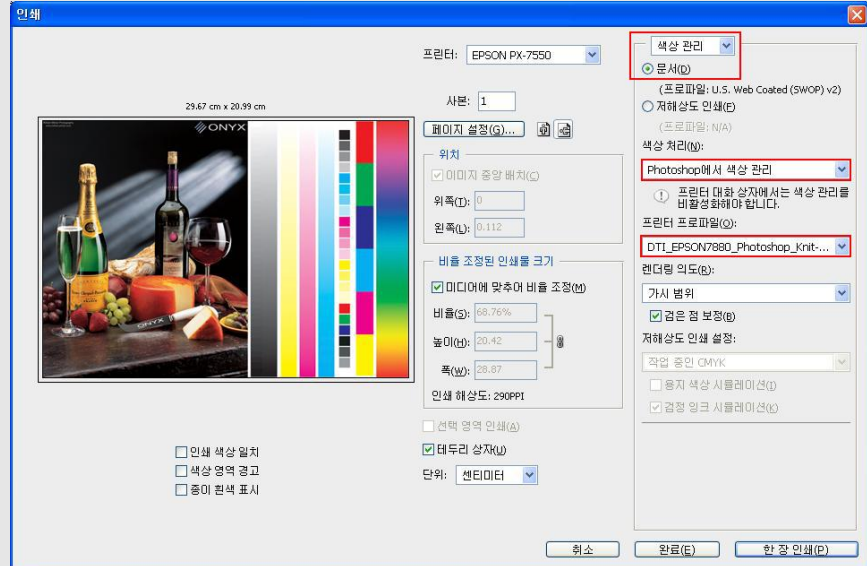 인쇄
29.67 cm x 20.99 cm
ONYX
ONYX
인쇄 색상 일치
색상 영역 경고
종이 흰색 표시
프린터: EPSON PX-7550
사본: 1
페이지 설정(G)...
위치
이미지 중앙 배치(C)
위쪽(T): 0
왼쪽(L): 0.112
비율 조정된 인쇄물 크기
미디어에 맞추어 비율 조정(M)
비율(S): 68.76%
높이(H): 20.42
폭(W): 28.87
인쇄 해상도: 290PPI
선택 영역 인쇄(A)
테두리 상자(U)
단위: 센티미터
색상 관리
문서(D)
(프로파일: U.S. Web Coated (SWOP) v2)
저해상도 인쇄(F)
(프로파일: N/A)
색상 처리(N):
Photoshop에서 색상 관리
프린터 대화 상자에서는 색상 관리를
비활성화해야 합니다.
프린터 프로파일(O):
DTI_EPSON7880_Photoshop_Knit-...
렌더링 의도(R):
가시 범위
검은 점 보정(B)
저해상도 인쇄 설정:
작업 중인 CMYK
용지 색상 시뮬레이션(I)
검정 잉크 시뮬레이션(K)
취소
완료(E)
한 장 인쇄(P)